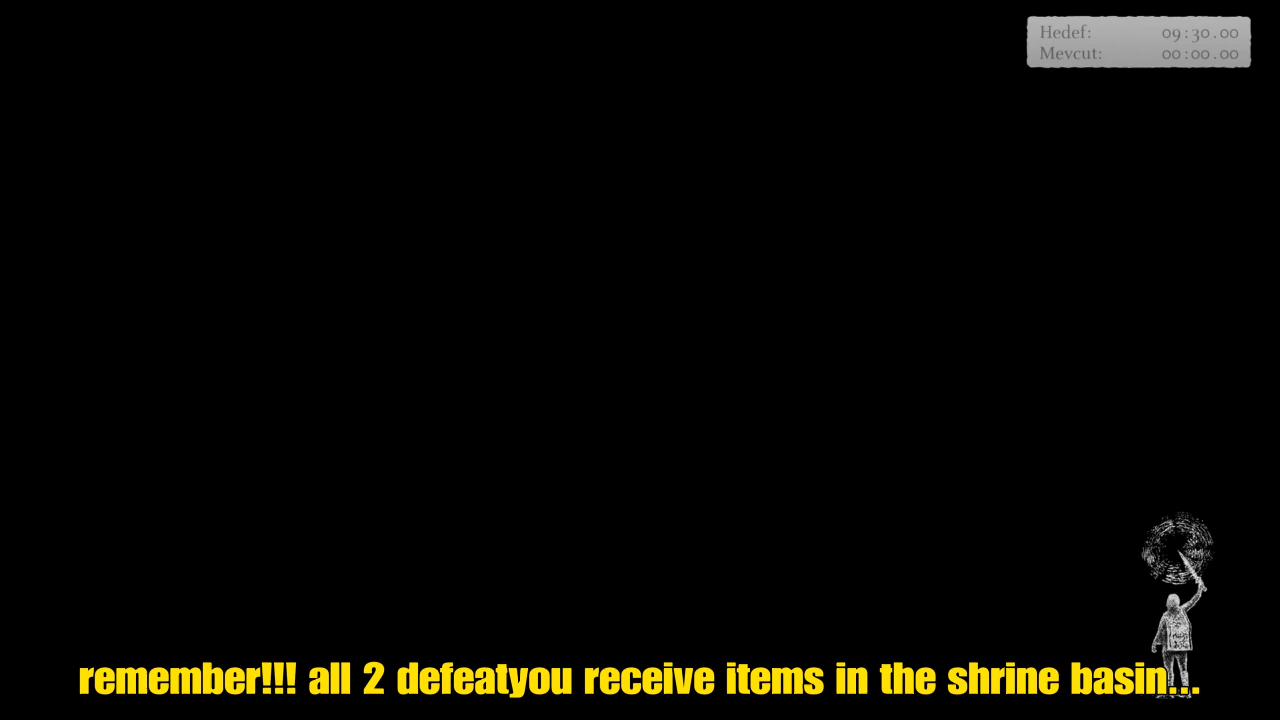 Hedef: 09:30.00
Mevcut: 00:00.00
remember!!! all 2 defeatyou receive items in the shrine basin...